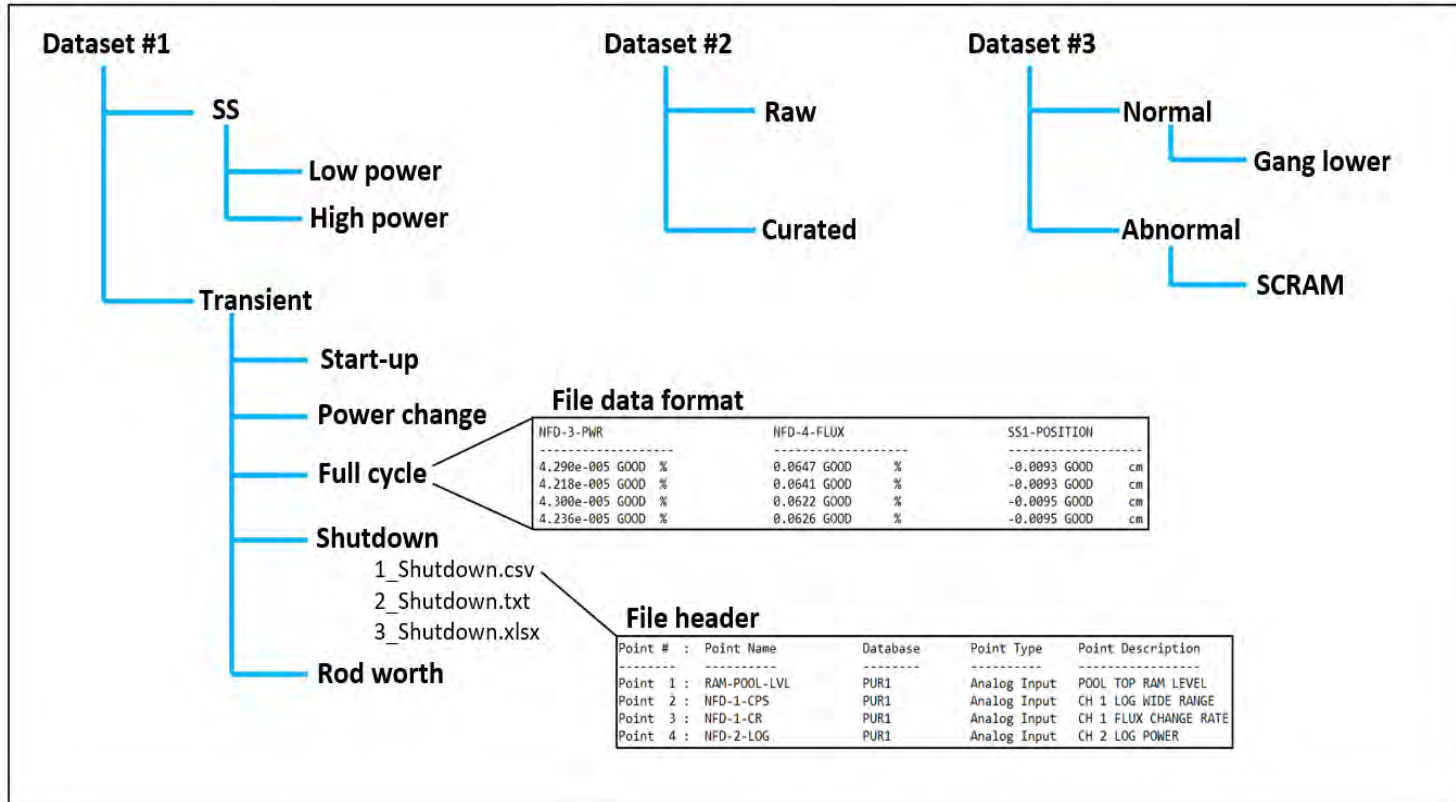 Dataset #1
SS
Low power
High power
Transient
Start-up
Power change
Full cycle
Shutdown
1_Shutdown.csv
2_Shutdown.txt
3_Shutdown.xlsx
Rod worth
File data format
NFD-3-PWR NFD-4-FLUX SS1-POSITION
------------------- ------------------- -------------------
4.290e-005 GOOD % 0.0647 GOOD % -0.0093 GOOD cm
4.218e-005 GOOD % 0.0641 GOOD % -0.0093 GOOD cm
4.300e-005 GOOD % 0.0622 GOOD % -0.0095 GOOD cm
4.236e-005 GOOD % 0.0626 GOOD % -0.0095 GOOD cm
File header
Point # : Point Name Database Point Type Point Description
-------- ---------- -------- ---------- -----------------
Point 1 : RAM-POOL-LVL PUR1 Analog Input POOL TOP RAM LEVEL
Point 2 : NFD-1-CPS PUR1 Analog Input CH 1 LOG WIDE RANGE
Point 3 : NFD-1-CR PUR1 Analog Input CH 1 FLUX CHANGE RATE
Point 4 : NFD-2-LOG PUR1 Analog Input CH 2 LOG POWER
Dataset #2
Raw
Curated
Dataset #3
Normal
Gang lower
Abnormal
SCRAM